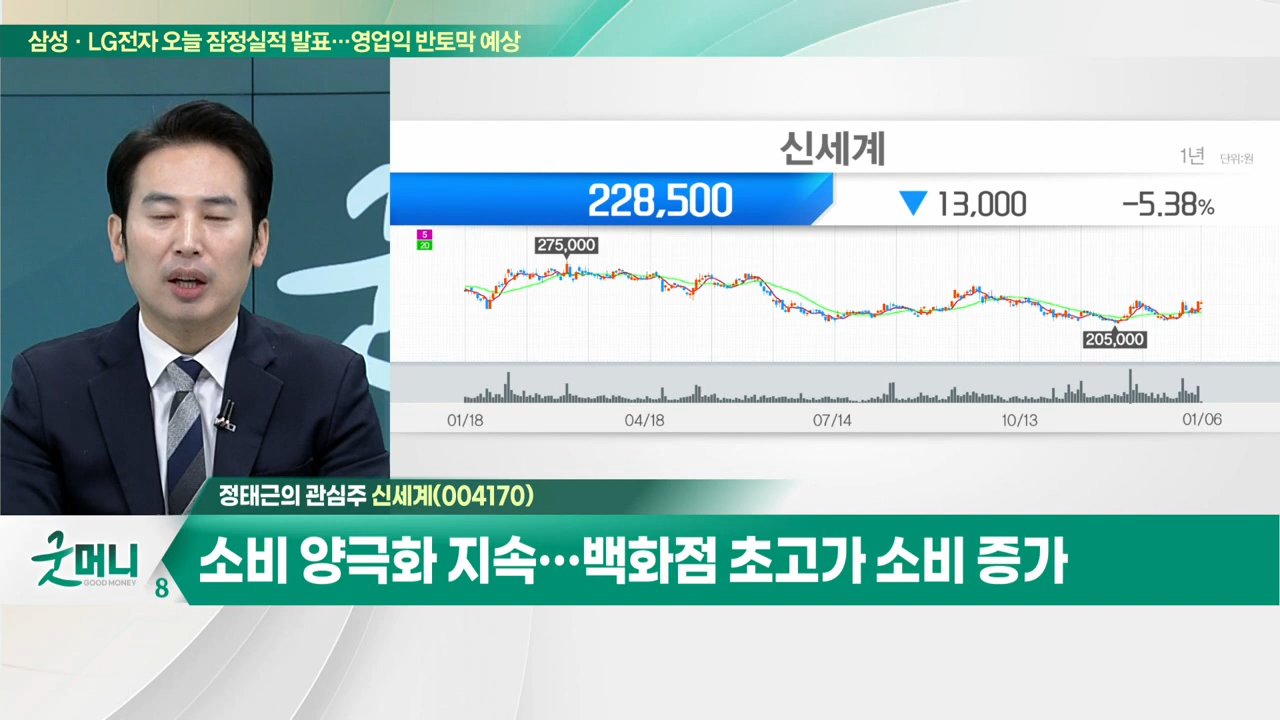 삼성·LG전자 오늘 잠정실적 발표…영업익 반토막 예상
신세계
1년 단위:원
228,500 ▼ 13,000 -5.38%
5
20
275,000
205,000
01/18 04/18 07/14 10/13 01/06
정태근의 관심주 신세계(004170)
소비 양극화 지속…백화점 초고가 소비 증가
굿머니
GOOD MONEY
8